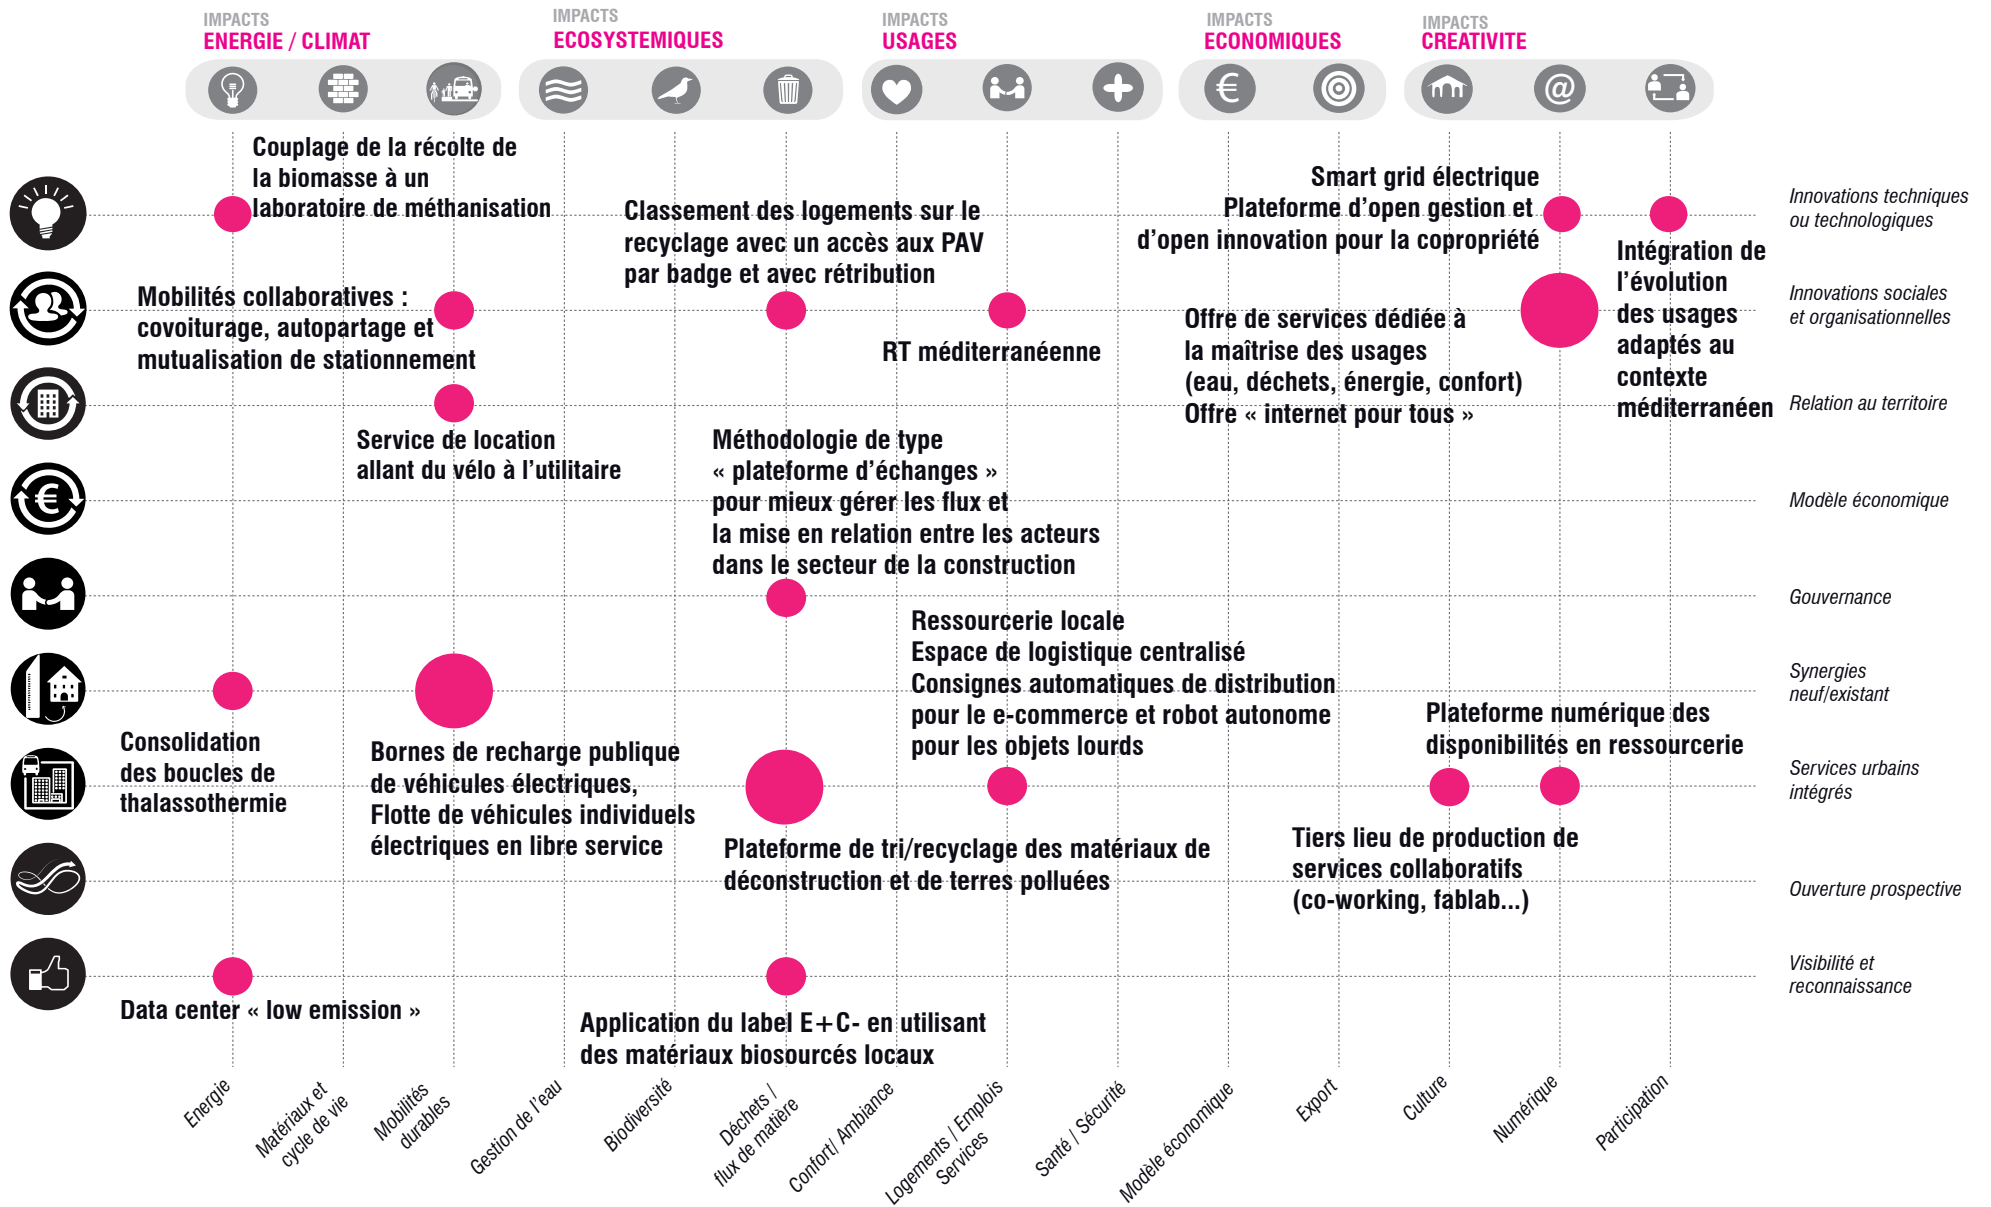 IMPACTS
ENERGIE / CLIMAT
IMPACTS
ECOSYSTEMIQUES
IMPACTS
USAGES
IMPACTS
ECONOMIQUES
IMPACTS
CREATIVITE
€
@
Couplage de la récolte de
la biomasse à un
laboratoire de méthanisation
Classement des logements sur le
recyclage avec un accès aux PAV
par badge et avec rétribution
Smart grid électrique
Plateforme d’open gestion et
d’open innovation pour la copropriété
Innovations techniques
ou technologiques
Intégration de
l’évolution
des usages
adaptés au
contexte
méditerranéen
Mobilités collaboratives :
covoiturage, autopartage et
mutualisation de stationnement
RT méditerranéenne
Offre de services dédiée à
la maîtrise des usages
(eau, déchets, énergie, confort)
Offre « internet pour tous »
Innovations sociales
et organisationnelles
Relation au territoire
Service de location
allant du vélo à l’utilitaire
Méthodologie de type
« plateforme d’échanges »
pour mieux gérer les flux et
la mise en relation entre les acteurs
dans le secteur de la construction
€
Modèle économique
Gouvernance
Ressourcerie locale
Espace de logistique centralisé
Consignes automatiques de distribution
pour le e-commerce et robot autonome
pour les objets lourds
Synergies
neuf/existant
Plateforme numérique des
disponibilités en ressourcerie
Consolidation
des boucles de
thalassothermie
Bornes de recharge publique
de véhicules électriques,
Flotte de véhicules individuels
électriques en libre service
Services urbains
intégrés
Plateforme de tri/recyclage des matériaux de
déconstruction et de terres polluées
Tiers lieu de production de
services collaboratifs
(co-working, fablab...)
Ouverture prospective
Visibilité et
reconnaissance
Data center « low emission »
Application du label E+C- en utilisant
des matériaux biosourcés locaux
Energie
Matériaux et
cycle de vie
Mobilités
durables
Gestion de l’eau
Biodiversité
Déchets /
flux de matière
Confort/ Ambiance
Logements / Emplois
Services
Santé / Sécurité
Modèle économique
Export
Culture
Numérique
Participation